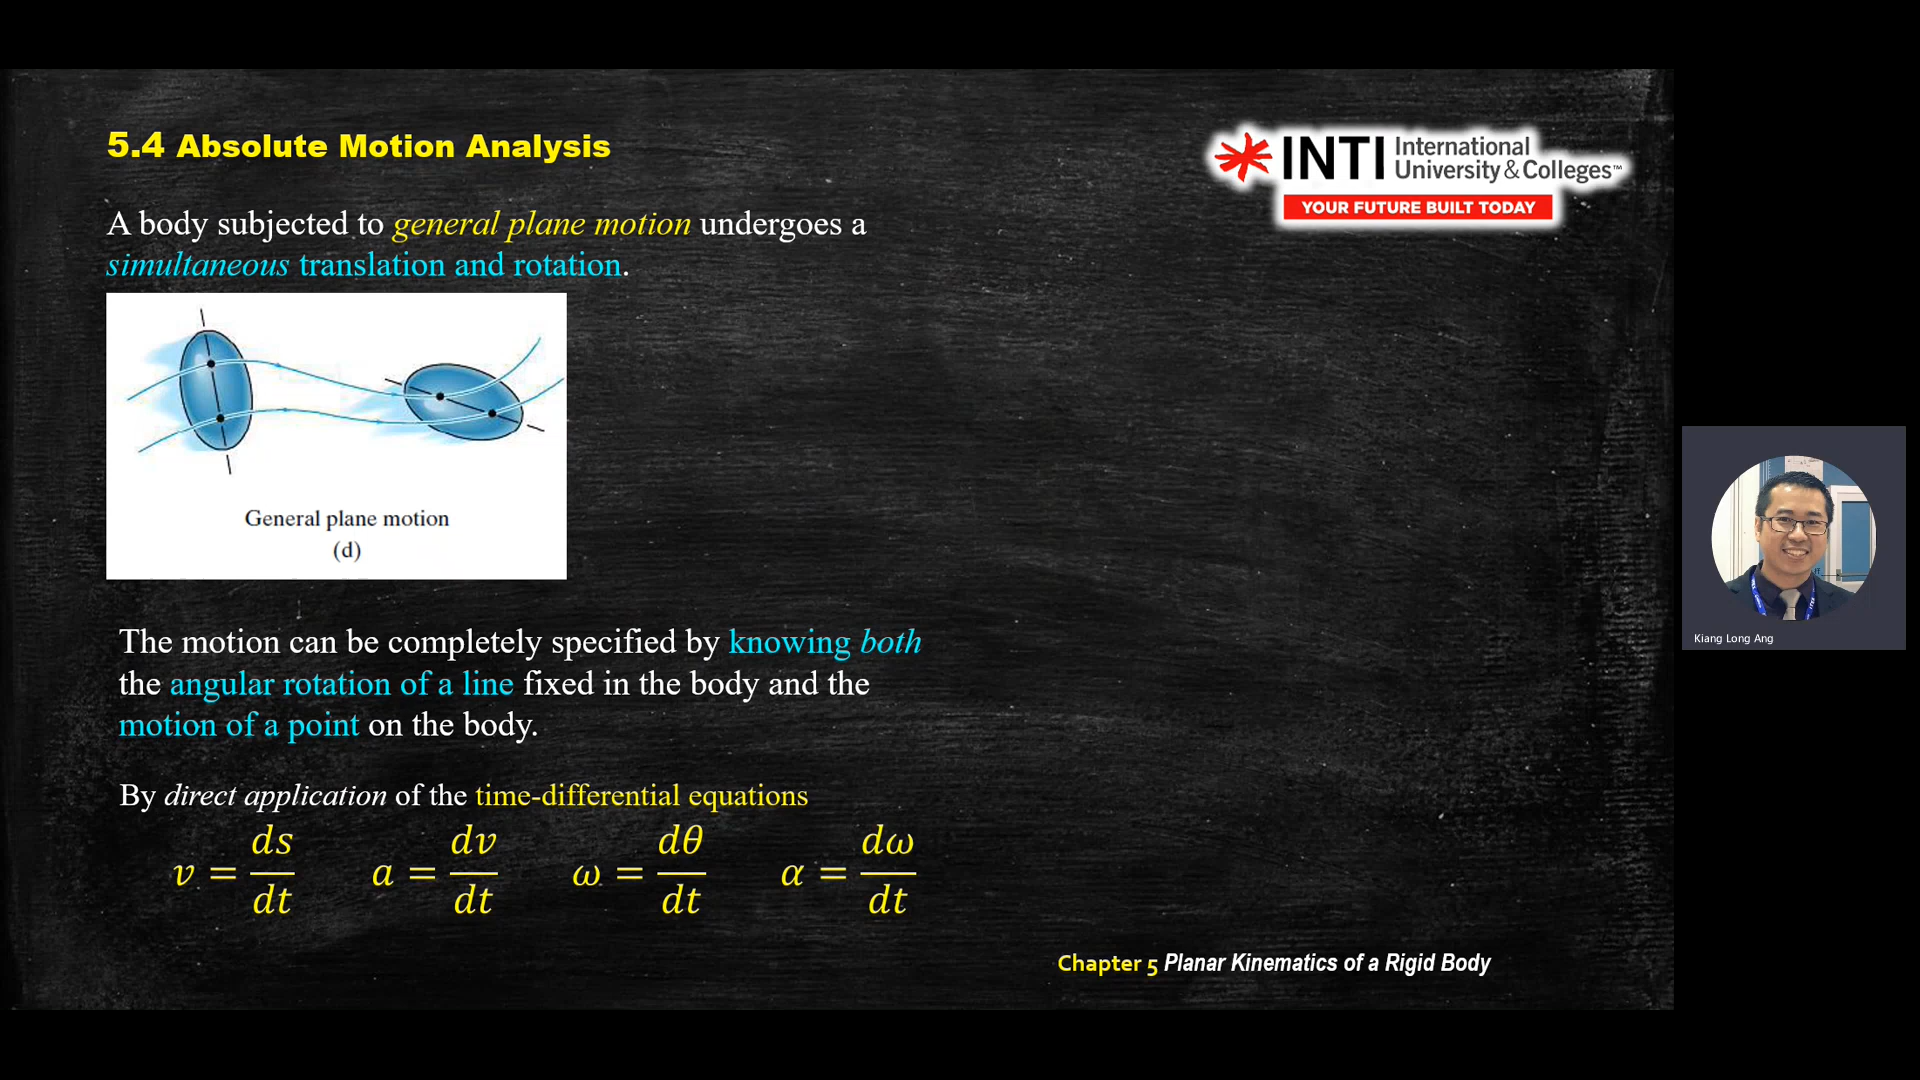 5.4 Absolute Motion Analysis
INTI International
University & Colleges™
YOUR FUTURE BUILT TODAY
A body subjected to general plane motion undergoes a
simultaneous translation and rotation.
General plane motion
(d)
The motion can be completely specified by knowing both
the angular rotation of a line fixed in the body and the
motion of a point on the body.
By direct application of the time-differential equations
v = ds/dt a = dv/dt ω = dθ/dt α = dω/dt
Chapter 5 Planar Kinematics of a Rigid Body
Kiang Long Ang